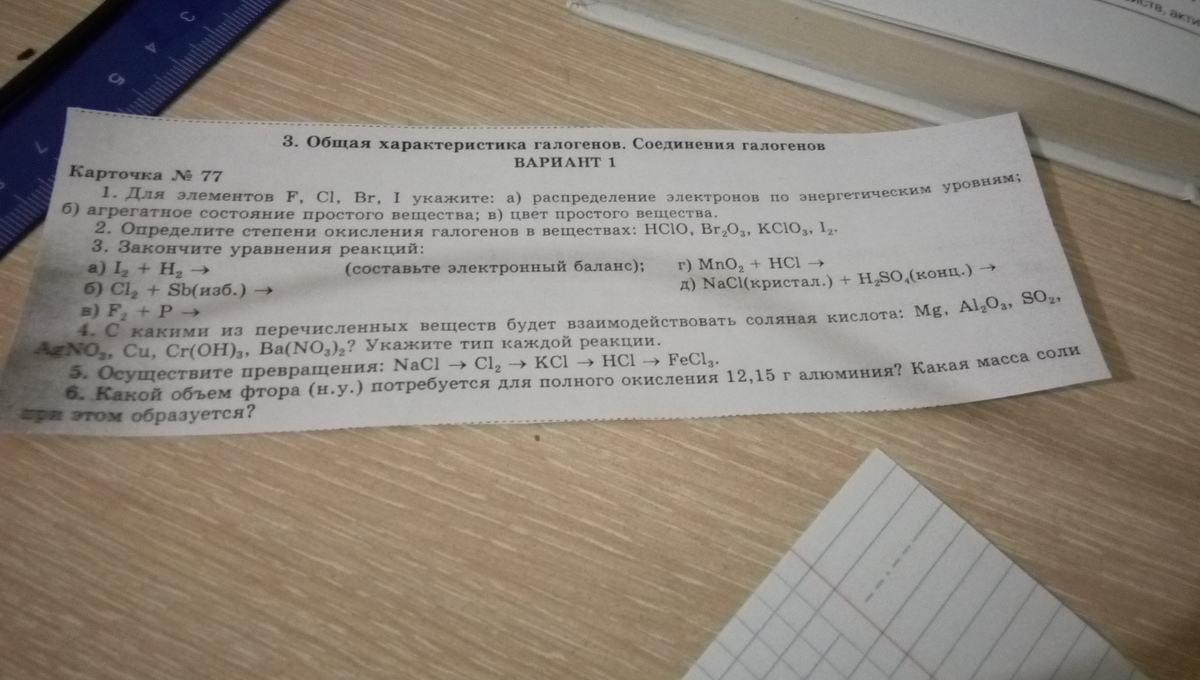 3. Общая характеристика галогенов. Соединения галогенов
ВАРИАНТ 1
Карточка № 77
1. Для элементов F, Cl, Br, I укажите: а) распределение электронов по энергетическим уровням;
б) агрегатное состояние простого вещества; в) цвет простого вещества.
2. Определите степени окисления галогенов в веществах: HClO, Br₂O₃, KClO₃, I₂.
3. Закончите уравнения реакций:
а) I₂ + H₂ → (составьте электронный баланс); г) MnO₂ + HCl →
б) Cl₂ + Sb(изб.) → д) NaCl(кристал.) + H₂SO₄(конц.) →
в) F₂ + P →
4. С какими из перечисленных веществ будет взаимодействовать соляная кислота: Mg, Al₂O₃, SO₂,
AgNO₃, Cu, Cr(OH)₃, Ba(NO₃)₂? Укажите тип каждой реакции.
5. Осуществите превращения: NaCl → Cl₂ → KCl → HCl → FeCl₃.
6. Какой объем фтора (н.у.) потребуется для полного окисления 12,15 г алюминия? Какая масса соли
при этом образуется?
3
4
5
7